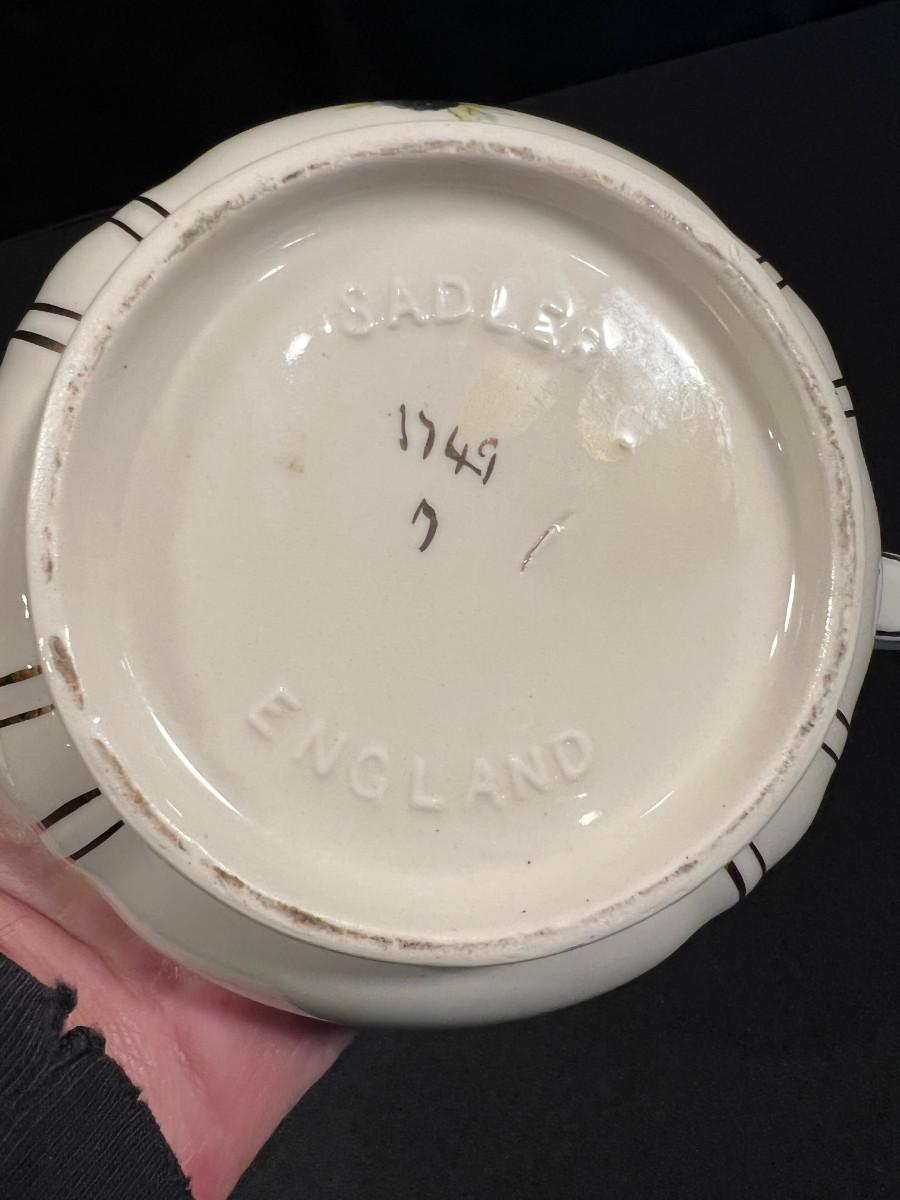 SADLER
1749
7 /
ENGLAND